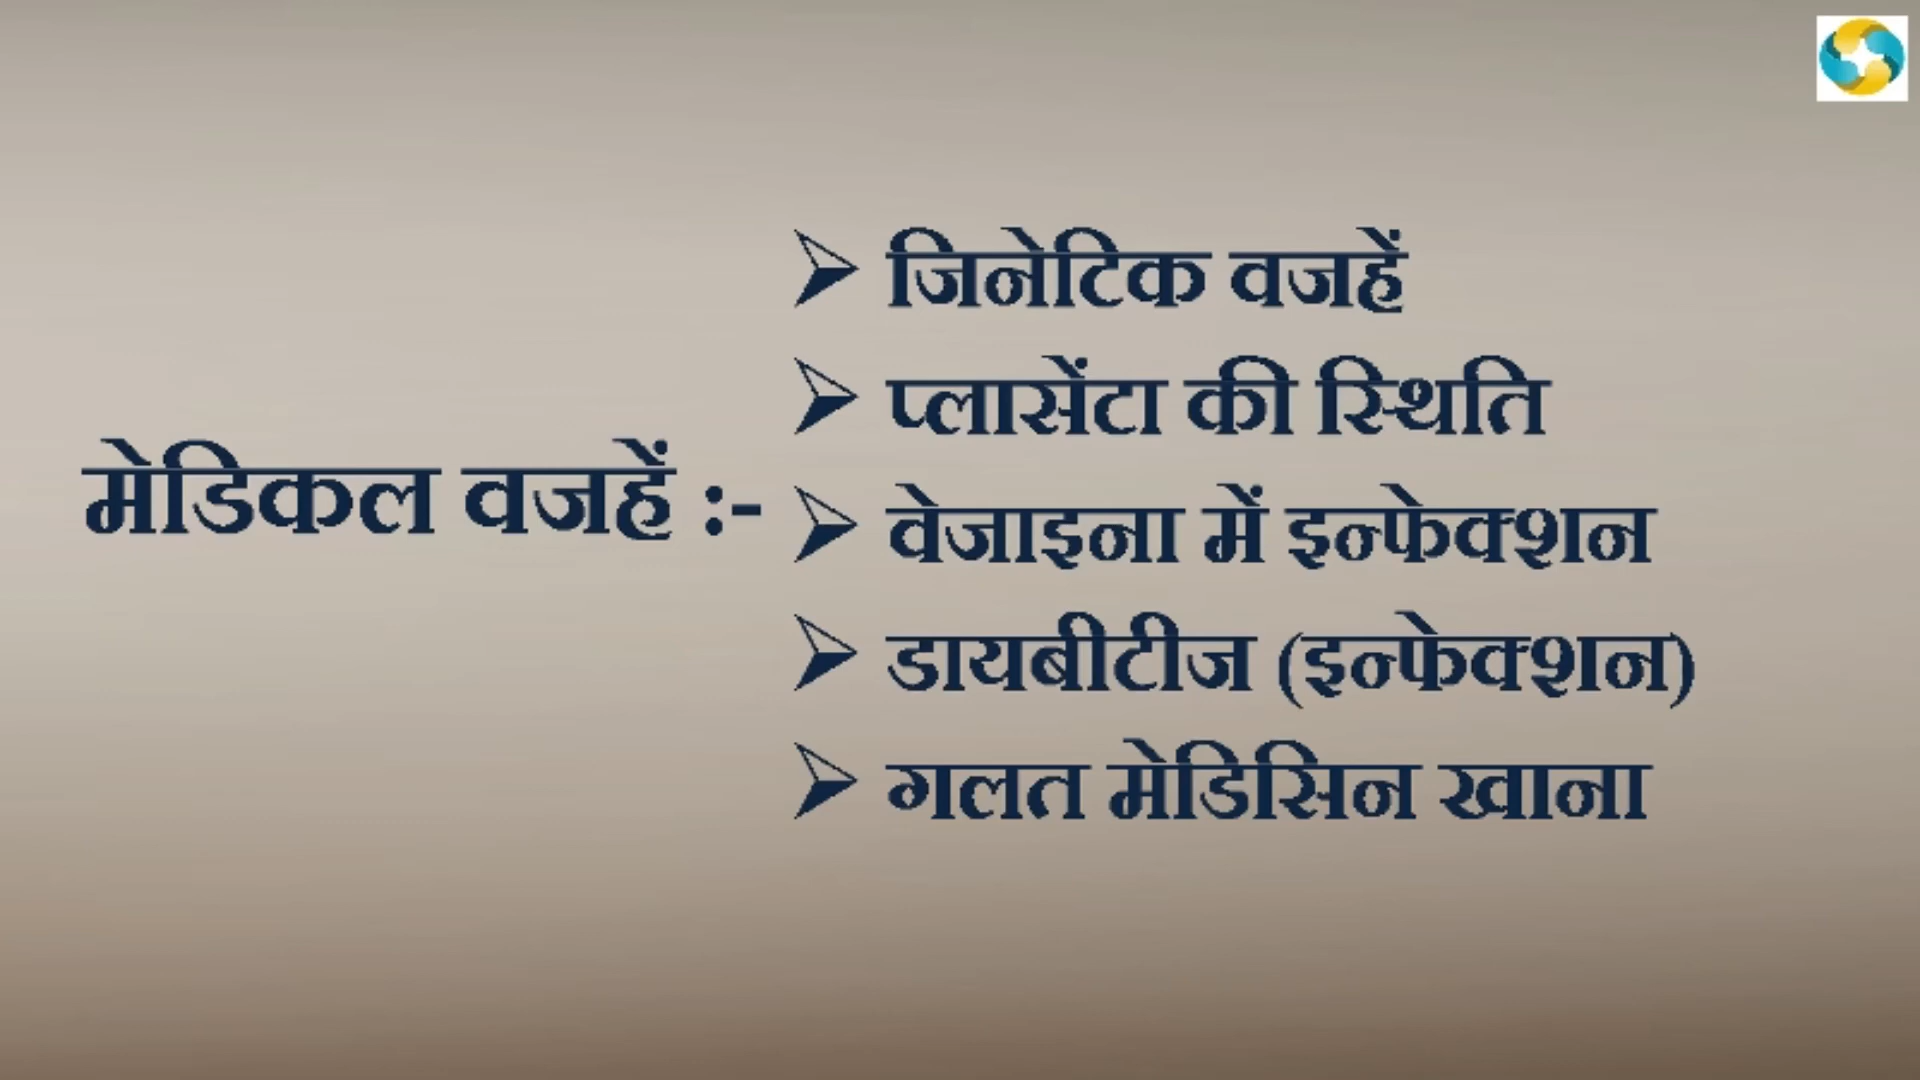 जिनेटिक वजहें
प्लासेंटा की स्थिति
मेडिकल वजहें :-
वेजाइना में इन्फेक्शन
डायबीटीज (इन्फेक्शन)
गलत मेडिसिन खाना